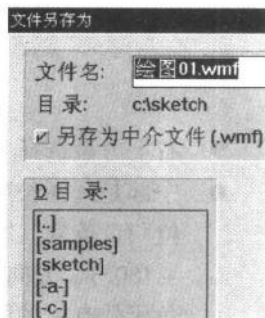 文件另存为
文件名: 绘图01.wmf
目录: c:\sketch
另存为中介文件(.wmf)
D目 录:
[..]
[samples]
[sketch]
[-a-]
[-c-]